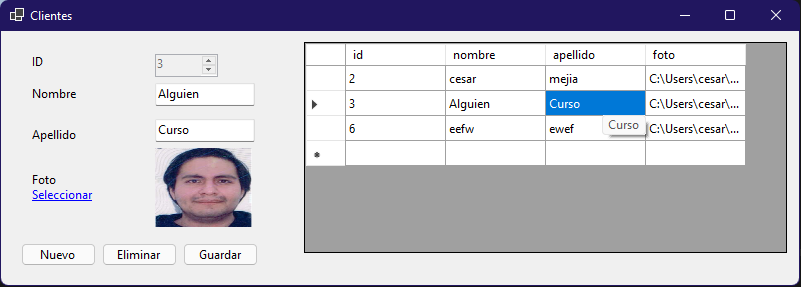 Clientes
ID 3
Nombre Alguien
Apellido Curso
Foto
Seleccionar
Nuevo Eliminar Guardar
id nombre apellido foto
2 cesar mejia C:\Users\cesar\...
3 Alguien Curso C:\Users\cesar\...
6 eefw ewef C:\Users\cesar\...
Curso